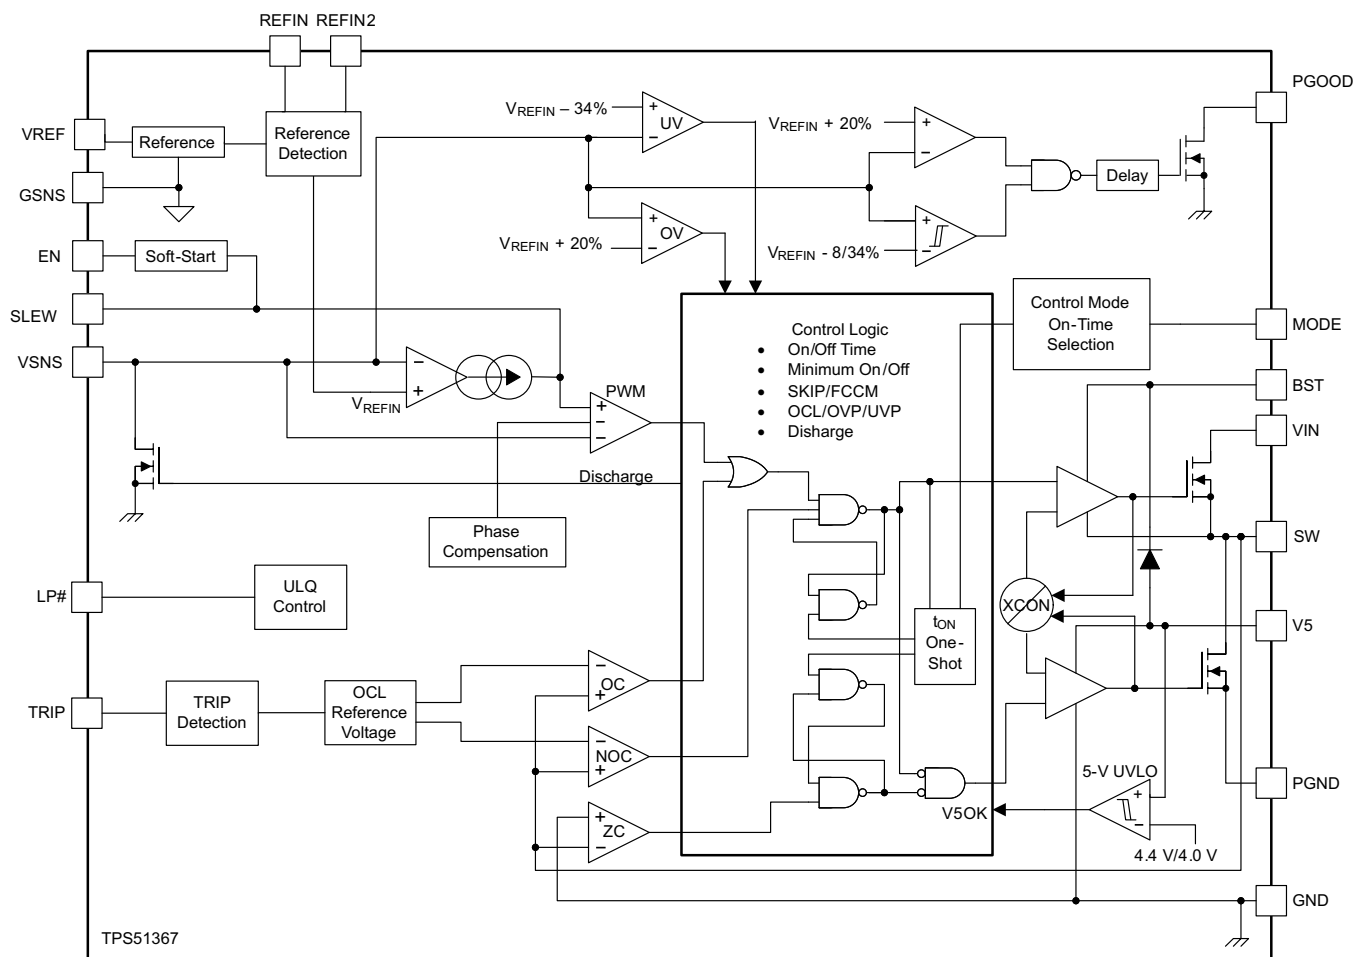 REFIN REFIN2
PGOOD
VREFIN – 34%
UV
VREFIN + 20%
VREF
Reference
Reference
Detection
Delay
GSNS
OV
VREFIN + 20%
VREFIN - 8/34%
EN
Soft-Start
SLEW
Control Logic
• On/Off Time
• Minimum On/Off
• SKIP/FCCM
• OCL/OVP/UVP
• Disharge
Control Mode
On-Time
Selection
MODE
VSNS
VREFIN
PWM
BST
VIN
Discharge
Phase
Compensation
SW
LP#
ULQ
Control
XCON
tON
One-
Shot
V5
TRIP
TRIP
Detection
OCL
Reference
Voltage
OC
NOC
ZC
5-V UVLO
PGND
V5OK
4.4 V/4.0 V
GND
TPS51367